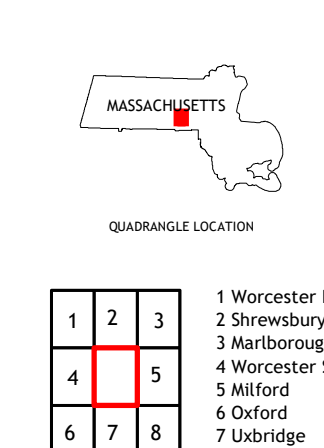 MASSACHUSETTS
QUADRANGLE LOCATION
1 2 3
4 5
6 7 8
1 Worcester
2 Shrewsbury
3 Marlboroug
4 Worcester
5 Milford
6 Oxford
7 Uxbridge